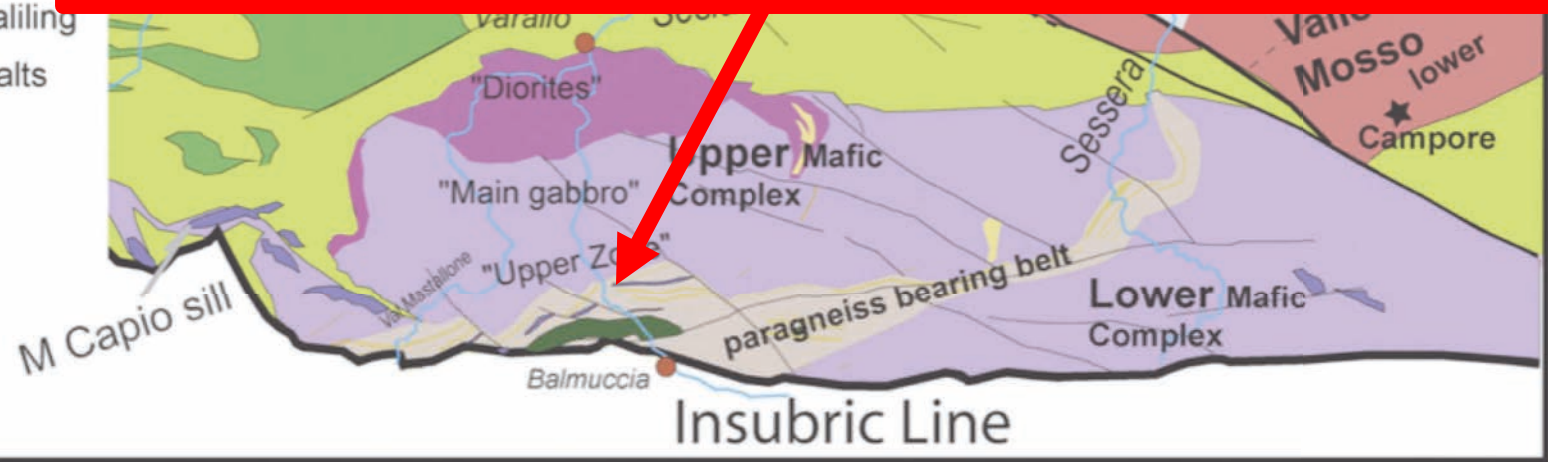 aliling
Varallo
alts
"Diorites"
Sessera
Mosso
lower
Campore
Upper Mafic
Complex
"Main gabbro"
"Upper Zone"
Val Mastallone
paragneiss bearing belt
Lower Mafic
Complex
M Capio sill
Balmuccia
Insubric Line